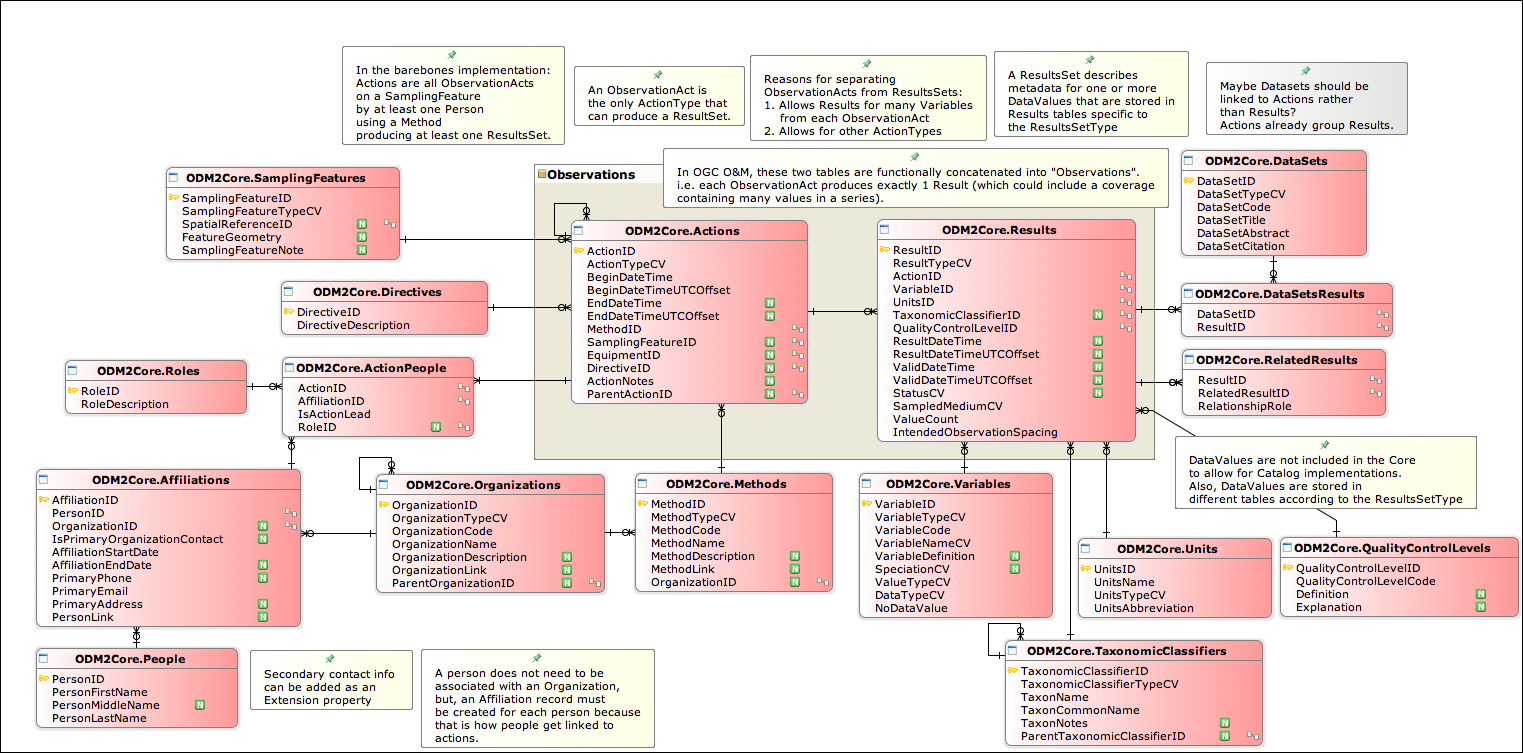 In the barebones implementation:
Actions are all ObservationActs
on a SamplingFeature
by at least one Person
using a Method
producing at least one ResultsSet.
An ObservationAct is
the only ActionType that
can produce a ResultSet.
Reasons for separating
ObservationActs from ResultsSets:
1. Allows Results for many Variables
from each ObservationAct
2. Allows for other ActionTypes
A ResultsSet describes
metadata for one or more
DataValues that are stored in
Results tables specific to
the ResultsSetType
Maybe Datasets should be
linked to Actions rather
than Results?
Actions already group Results.
Observations
In OGC O&M, these two tables are functionally concatenated into "Observations".
i.e. each ObservationAct produces exactly 1 Result (which could include a coverage
containing many values in a series).
ODM2Core.SamplingFeatures
SamplingFeatureID
SamplingFeatureTypeCV
SpatialReferenceID N
FeatureGeometry N
SamplingFeatureNote N
ODM2Core.Directives
DirectiveID
DirectiveDescription
ODM2Core.Roles
RoleID
RoleDescription
ODM2Core.ActionPeople
ActionID
AffiliationID
IsActionLead
RoleID N
ODM2Core.Actions
ActionID
ActionTypeCV
BeginDateTime
BeginDateTimeUTCOffset
EndDateTime N
EndDateTimeUTCOffset N
MethodID
SamplingFeatureID N
EquipmentID N
DirectiveID N
ActionNotes N
ParentActionID N
ODM2Core.Results
ResultID
ResultTypeCV
ActionID
VariableID
UnitsID
TaxonomicClassifierID N
QualityControlLevelID
ResultDateTime N
ResultDateTimeUTCOffset N
ValidDateTime N
ValidDateTimeUTCOffset N
StatusCV N
SampledMediumCV
ValueCount
IntendedObservationSpacing
ODM2Core.DataSets
DataSetID
DataSetTypeCV
DataSetCode
DataSetTitle
DataSetAbstract
DataSetCitation
ODM2Core.DataSetsResults
DataSetID
ResultID
ODM2Core.RelatedResults
ResultID
RelatedResultID
RelationshipRole
DataValues are not included in the Core
to allow for Catalog implementations.
Also, DataValues are stored in
different tables according to the ResultsSetType
ODM2Core.Affiliations
AffiliationID
PersonID
OrganizationID N
IsPrimaryOrganizationContact N
AffiliationStartDate
AffiliationEndDate N
PrimaryPhone N
PrimaryEmail
PrimaryAddress N
PersonLink N
ODM2Core.Organizations
OrganizationID
OrganizationTypeCV
OrganizationCode
OrganizationName
OrganizationDescription N
OrganizationLink N
ParentOrganizationID N
ODM2Core.Methods
MethodID
MethodTypeCV
MethodCode
MethodName
MethodDescription N
MethodLink N
OrganizationID N
ODM2Core.Variables
VariableID
VariableTypeCV
VariableCode
VariableNameCV
VariableDefinition N
SpeciationCV N
ValueTypeCV
DataTypeCV
NoDataValue
ODM2Core.Units
UnitsID
UnitsName
UnitsTypeCV
UnitsAbbreviation
ODM2Core.QualityControlLevels
QualityControlLevelID
QualityControlLevelCode
Definition N
Explanation N
ODM2Core.People
PersonID
PersonFirstName
PersonMiddleName N
PersonLastName
Secondary contact info
can be added as an
Extension property
A person does not need to be
associated with an Organization,
but, an Affiliation record must
be created for each person because
that is how people get linked to
actions.
ODM2Core.TaxonomicClassifiers
TaxonomicClassifierID
TaxonomicClassifierTypeCV
TaxonName
TaxonCommonName
TaxonNotes N
ParentTaxonomicClassifierID N